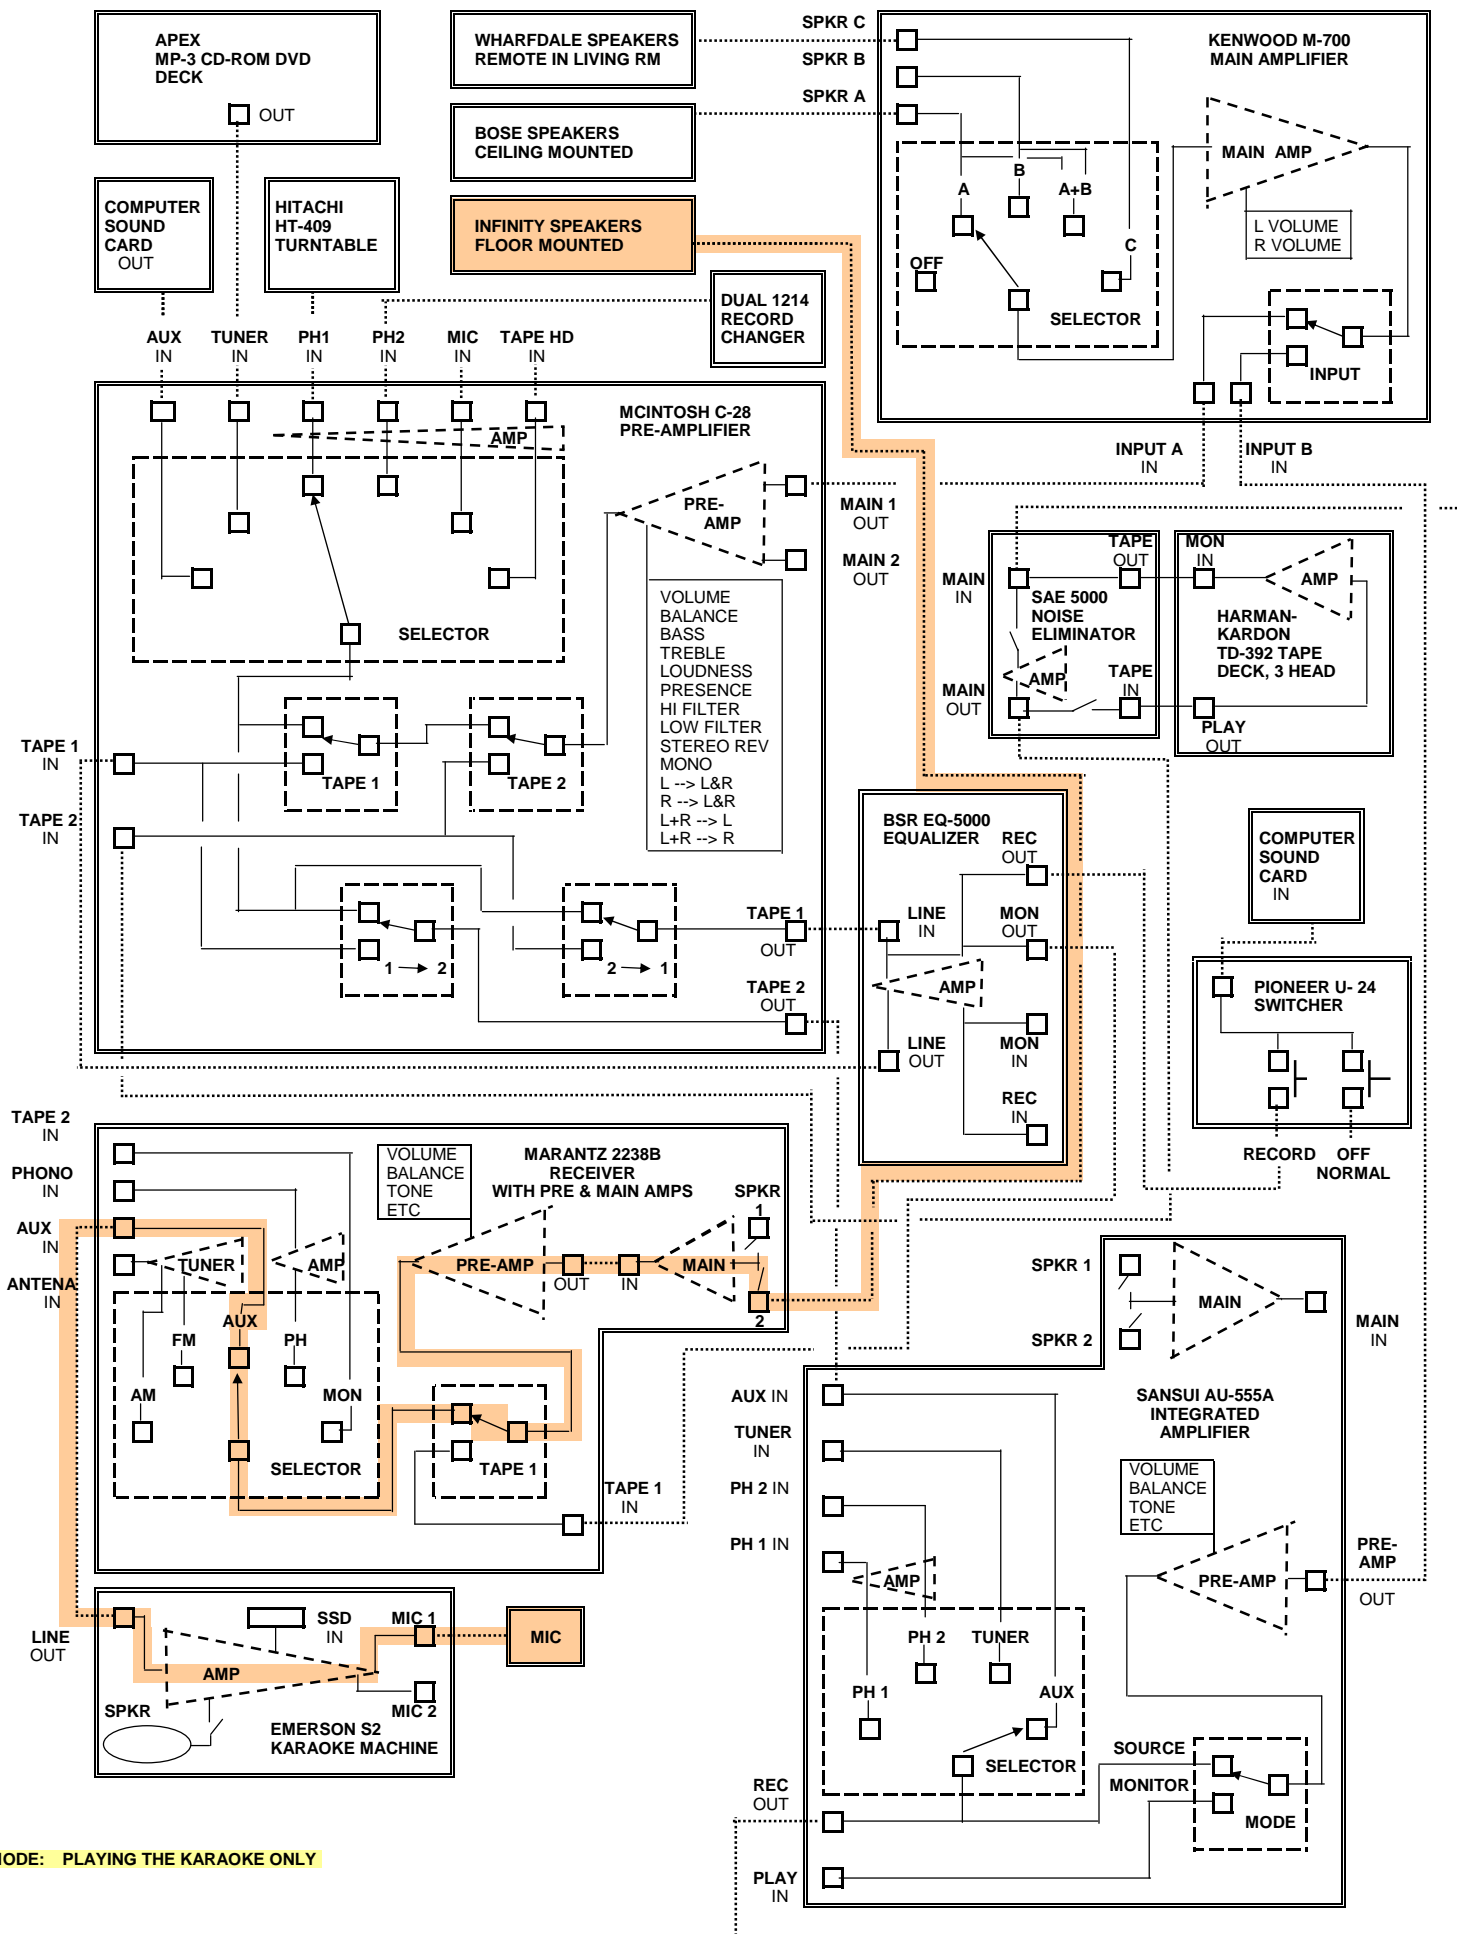 APEX
MP-3 CD-ROM DVD
DECK
OUT
WHARFDALE SPEAKERS
REMOTE IN LIVING RM
BOSE SPEAKERS
CEILING MOUNTED
INFINITY SPEAKERS
FLOOR MOUNTED
SPKR C
SPKR B
SPKR A
KENWOOD M-700
MAIN AMPLIFIER
MAIN AMP
L VOLUME
R VOLUME
A
B
A+B
C
OFF
SELECTOR
INPUT
INPUT A
IN
INPUT B
IN
COMPUTER
SOUND
CARD
OUT
HITACHI
HT-409
TURNTABLE
DUAL 1214
RECORD
CHANGER
AUX
IN
TUNER
IN
PH1
IN
PH2
IN
MIC
IN
TAPE HD
IN
MCINTOSH C-28
PRE-AMPLIFIER
AMP
PRE-
AMP
MAIN 1
OUT
MAIN 2
OUT
SELECTOR
VOLUME
BALANCE
BASS
TREBLE
LOUDNESS
PRESENCE
HI FILTER
LOW FILTER
STEREO REV
MONO
L --> L&R
R --> L&R
L+R --> L
L+R --> R
TAPE 1
IN
TAPE 2
IN
TAPE 1
TAPE 2
1 → 2
2 → 1
TAPE 1
OUT
TAPE 2
OUT
MAIN
IN
MAIN
OUT
TAPE
OUT
SAE 5000
NOISE
ELIMINATOR
AMP
TAPE
IN
MON
IN
AMP
HARMAN-
KARDON
TD-392 TAPE
DECK, 3 HEAD
PLAY
OUT
BSR EQ-5000
EQUALIZER
REC
OUT
LINE
IN
MON
OUT
AMP
LINE
OUT
MON
IN
REC
IN
COMPUTER
SOUND
CARD
IN
PIONEER U- 24
SWITCHER
RECORD
OFF
NORMAL
TAPE 2
IN
PHONO
IN
AUX
IN
ANTENA
IN
VOLUME
BALANCE
TONE
ETC
MARANTZ 2238B
RECEIVER
WITH PRE & MAIN AMPS
SPKR
1
2
TUNER
AMP
PRE-AMP
OUT
IN
MAIN
AUX
FM
PH
AM
MON
SELECTOR
TAPE 1
TAPE 1
IN
LINE
OUT
SSD
IN
MIC 1
MIC
AMP
MIC 2
SPKR
EMERSON S2
KARAOKE MACHINE
SPKR 1
SPKR 2
MAIN
MAIN
IN
SANSUI AU-555A
INTEGRATED
AMPLIFIER
AUX IN
TUNER
IN
PH 2 IN
PH 1 IN
VOLUME
BALANCE
TONE
ETC
AMP
PRE-AMP
PRE-
AMP
OUT
PH 2
TUNER
PH 1
AUX
SELECTOR
SOURCE
MONITOR
MODE
REC
OUT
PLAY
IN
MODE: PLAYING THE KARAOKE ONLY